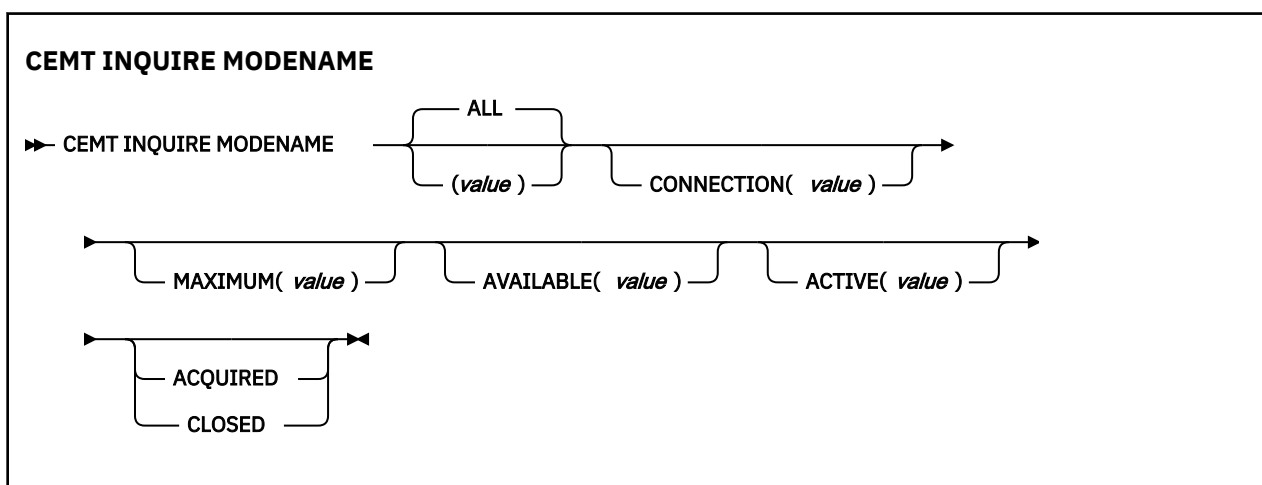 CEMT INQUIRE MODENAME
ALL
CEMT INQUIRE MODENAME
(value )
CONNECTION( value )
MAXIMUM( value )
AVAILABLE( value )
ACTIVE( value )
ACQUIRED
CLOSED